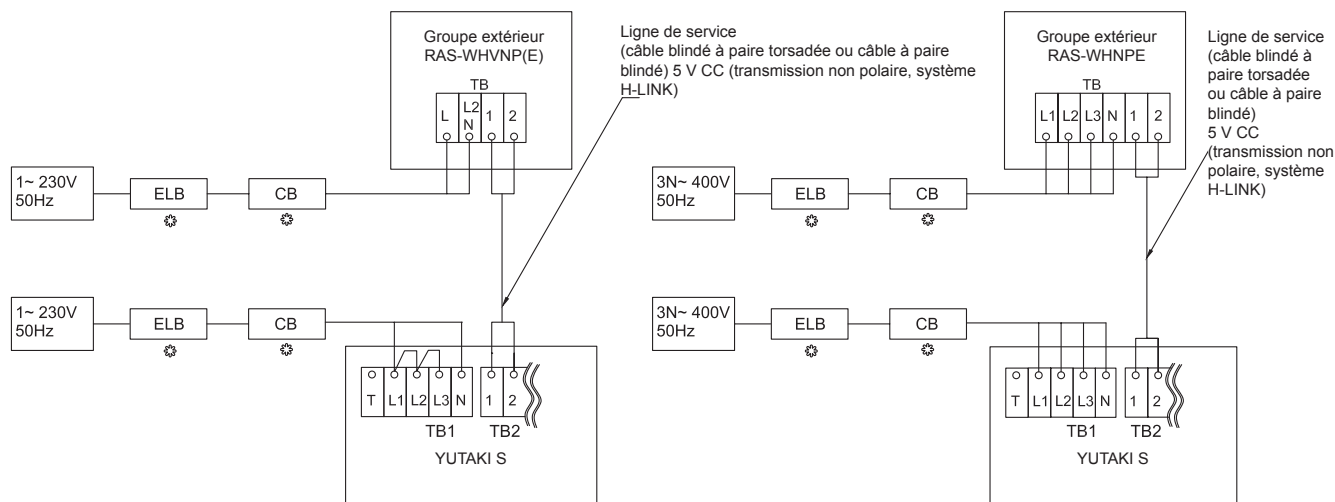 Groupe extérieur
RAS-WHVNP(E)
TB
L
L2
N
1
2
Ligne de service
(câble blindé à paire torsadée ou câble à paire
blindé) 5 V CC (transmission non polaire, système
H-LINK)
1~ 230V
50Hz
ELB
CB
1~ 230V
50Hz
ELB
CB
T
L1
L2
L3
N
1
2
TB1
TB2
YUTAKI S
Groupe extérieur
RAS-WHNPE
TB
L1
L2
L3
N
1
2
Ligne de service
(câble blindé à
paire torsadée
ou câble à paire
blindé)
5 V CC
(transmission non
polaire, système
H-LINK)
3N~ 400V
50Hz
ELB
CB
3N~ 400V
50Hz
ELB
CB
T
L1
L2
L3
N
1
2
TB1
TB2
YUTAKI S